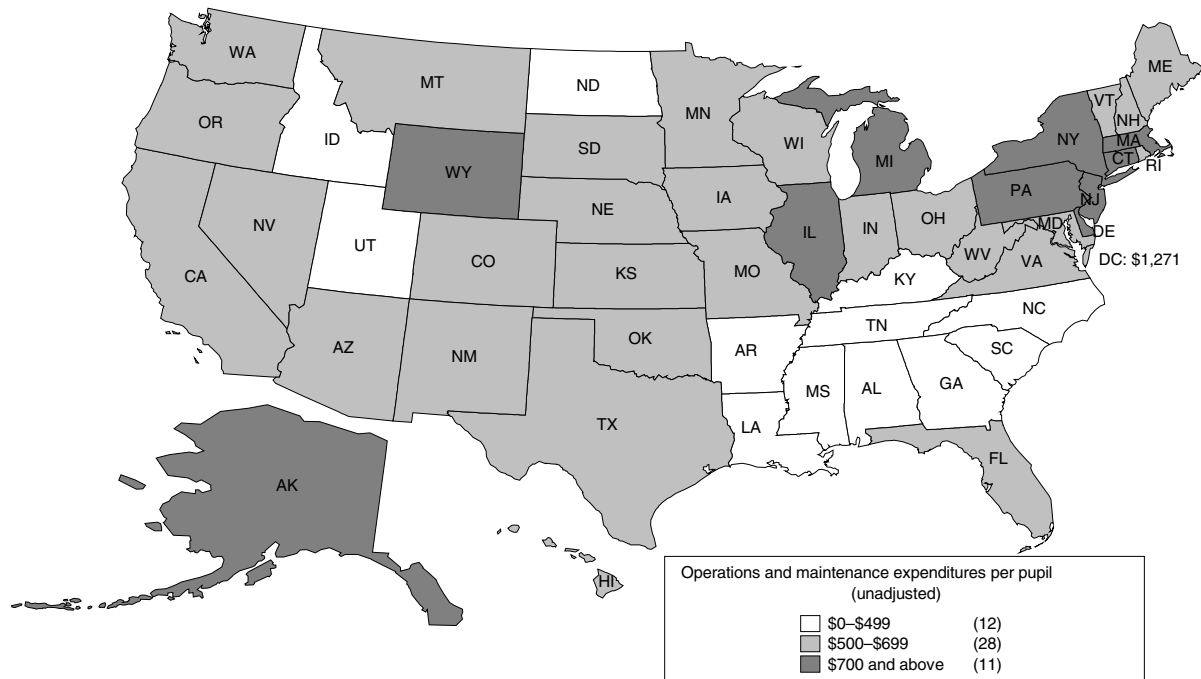 WA
MT
ND
MN
ME
VT
NH
OR
ID
SD
WI
NY
MA
CT
RI
MI
WY
IA
PA
NJ
NE
NV
UT
CO
IL
IN
OH
MD
DE
WV
VA
DC: $1,271
CA
KS
MO
KY
NC
TN
AZ
NM
OK
AR
SC
MS
AL
GA
TX
LA
FL
AK
HI
Operations and maintenance expenditures per pupil
(unadjusted)
$0–$499 (12)
$500–$699 (28)
$700 and above (11)